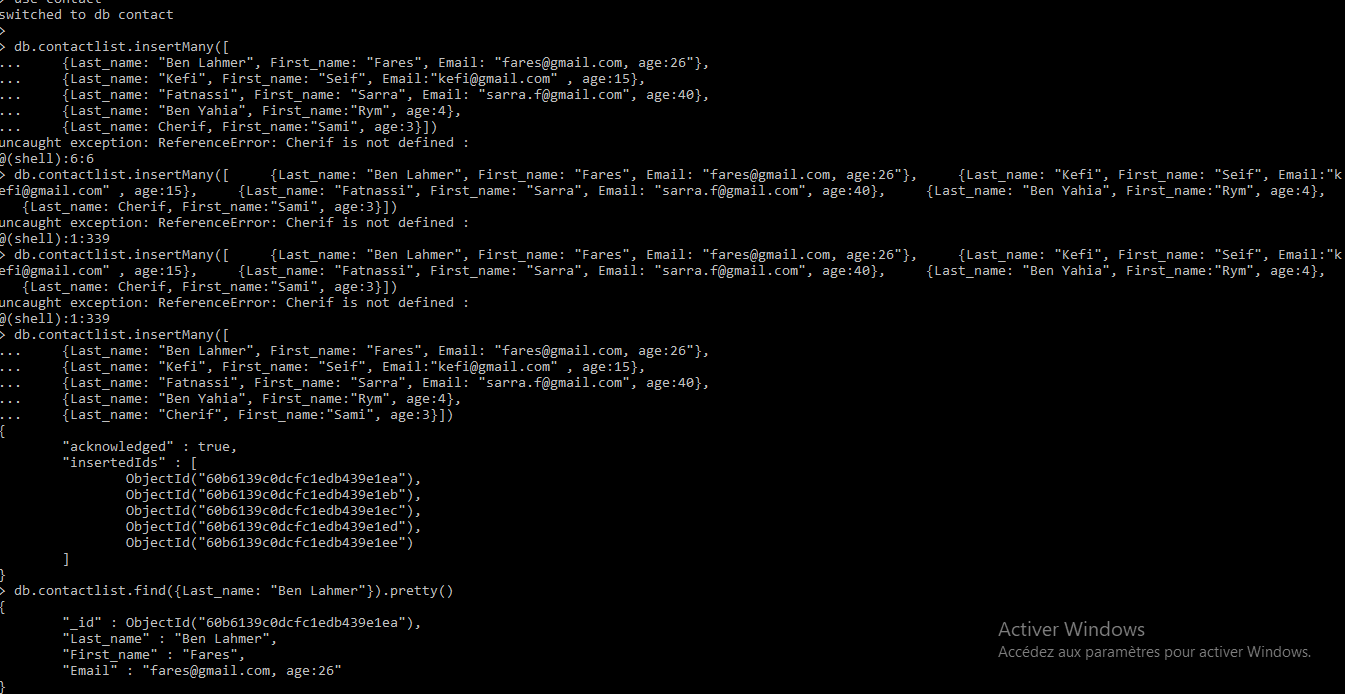 > use contact
switched to db contact
>
> db.contactlist.insertMany([
...     {Last_name: "Ben Lahmer", First_name: "Fares", Email: "fares@gmail.com, age:26"},
...     {Last_name: "Kefi", First_name: "Seif", Email:"kefi@gmail.com" , age:15},
...     {Last_name: "Fatnassi", First_name: "Sarra", Email: "sarra.f@gmail.com", age:40},
...     {Last_name: "Ben Yahia", First_name:"Rym", age:4},
...     {Last_name: Cherif, First_name:"Sami", age:3}])
uncaught exception: ReferenceError: Cherif is not defined :
@(shell):6:6
> db.contactlist.insertMany([     {Last_name: "Ben Lahmer", First_name: "Fares", Email: "fares@gmail.com, age:26"},     {Last_name: "Kefi", First_name: "Seif", Email:"k
efi@gmail.com" , age:15},     {Last_name: "Fatnassi", First_name: "Sarra", Email: "sarra.f@gmail.com", age:40},     {Last_name: "Ben Yahia", First_name:"Rym", age:4},
{Last_name: Cherif, First_name:"Sami", age:3}])
uncaught exception: ReferenceError: Cherif is not defined :
@(shell):1:339
> db.contactlist.insertMany([     {Last_name: "Ben Lahmer", First_name: "Fares", Email: "fares@gmail.com, age:26"},     {Last_name: "Kefi", First_name: "Seif", Email:"k
efi@gmail.com" , age:15},     {Last_name: "Fatnassi", First_name: "Sarra", Email: "sarra.f@gmail.com", age:40},     {Last_name: "Ben Yahia", First_name:"Rym", age:4},
{Last_name: Cherif, First_name:"Sami", age:3}])
uncaught exception: ReferenceError: Cherif is not defined :
@(shell):1:339
> db.contactlist.insertMany([
...     {Last_name: "Ben Lahmer", First_name: "Fares", Email: "fares@gmail.com, age:26"},
...     {Last_name: "Kefi", First_name: "Seif", Email:"kefi@gmail.com" , age:15},
...     {Last_name: "Fatnassi", First_name: "Sarra", Email: "sarra.f@gmail.com", age:40},
...     {Last_name: "Ben Yahia", First_name:"Rym", age:4},
...     {Last_name: "Cherif", First_name:"Sami", age:3}])
{
"acknowledged" : true,
"insertedIds" : [
ObjectId("60b6139c0dcfc1edb439e1ea"),
ObjectId("60b6139c0dcfc1edb439e1eb"),
ObjectId("60b6139c0dcfc1edb439e1ec"),
ObjectId("60b6139c0dcfc1edb439e1ed"),
ObjectId("60b6139c0dcfc1edb439e1ee")
]
}
> db.contactlist.find({Last_name: "Ben Lahmer"}).pretty()
{
"_id" : ObjectId("60b6139c0dcfc1edb439e1ea"),
"Last_name" : "Ben Lahmer",
"First_name" : "Fares",
"Email" : "fares@gmail.com, age:26"
}
Activer Windows
Accédez aux paramètres pour activer Windows.